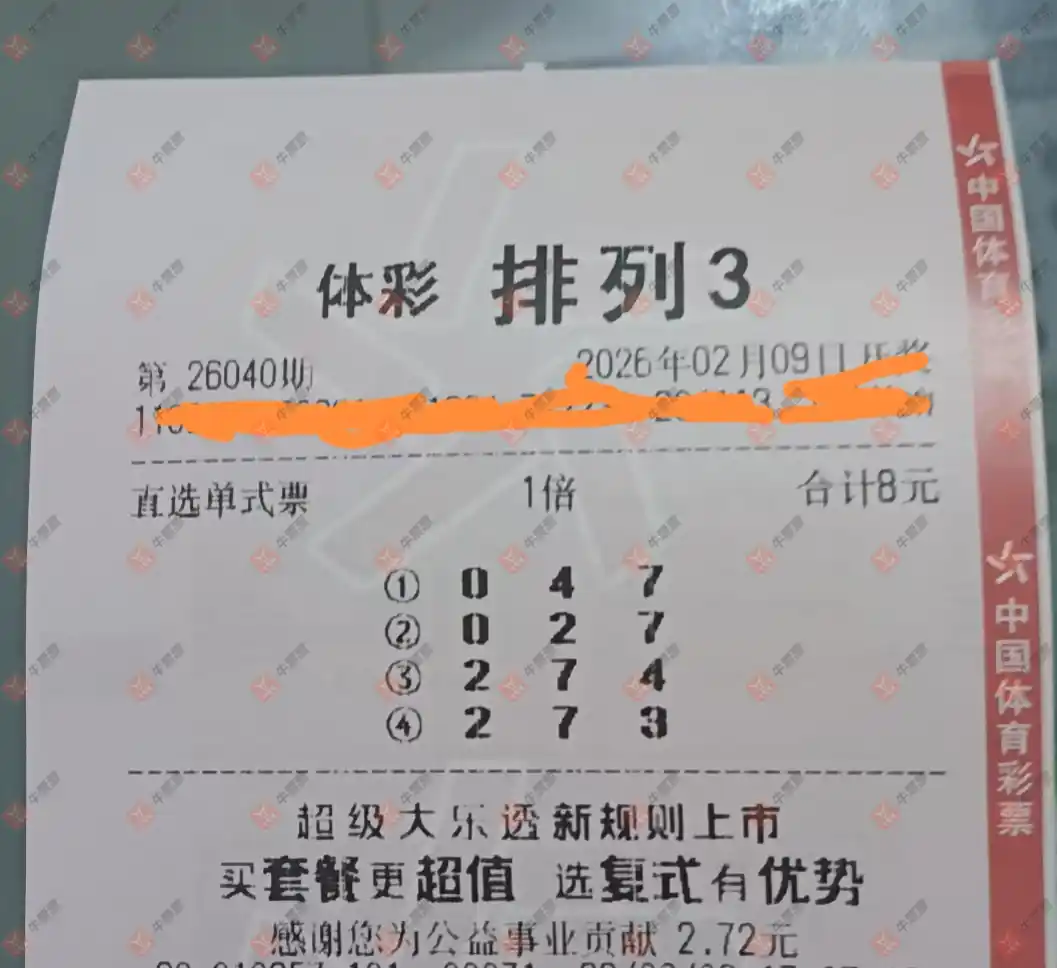 体彩 排列3
第 26040期 2026年02月09日开奖
直选单式票 1倍 合计8元
① 0 4 7
② 0 2 7
③ 2 7 4
④ 2 7 3
超级大乐透新规则上市
买套餐更超值 选复式有优势
感谢您为公益事业贡献 2.72元
中国体育
中国体育彩票